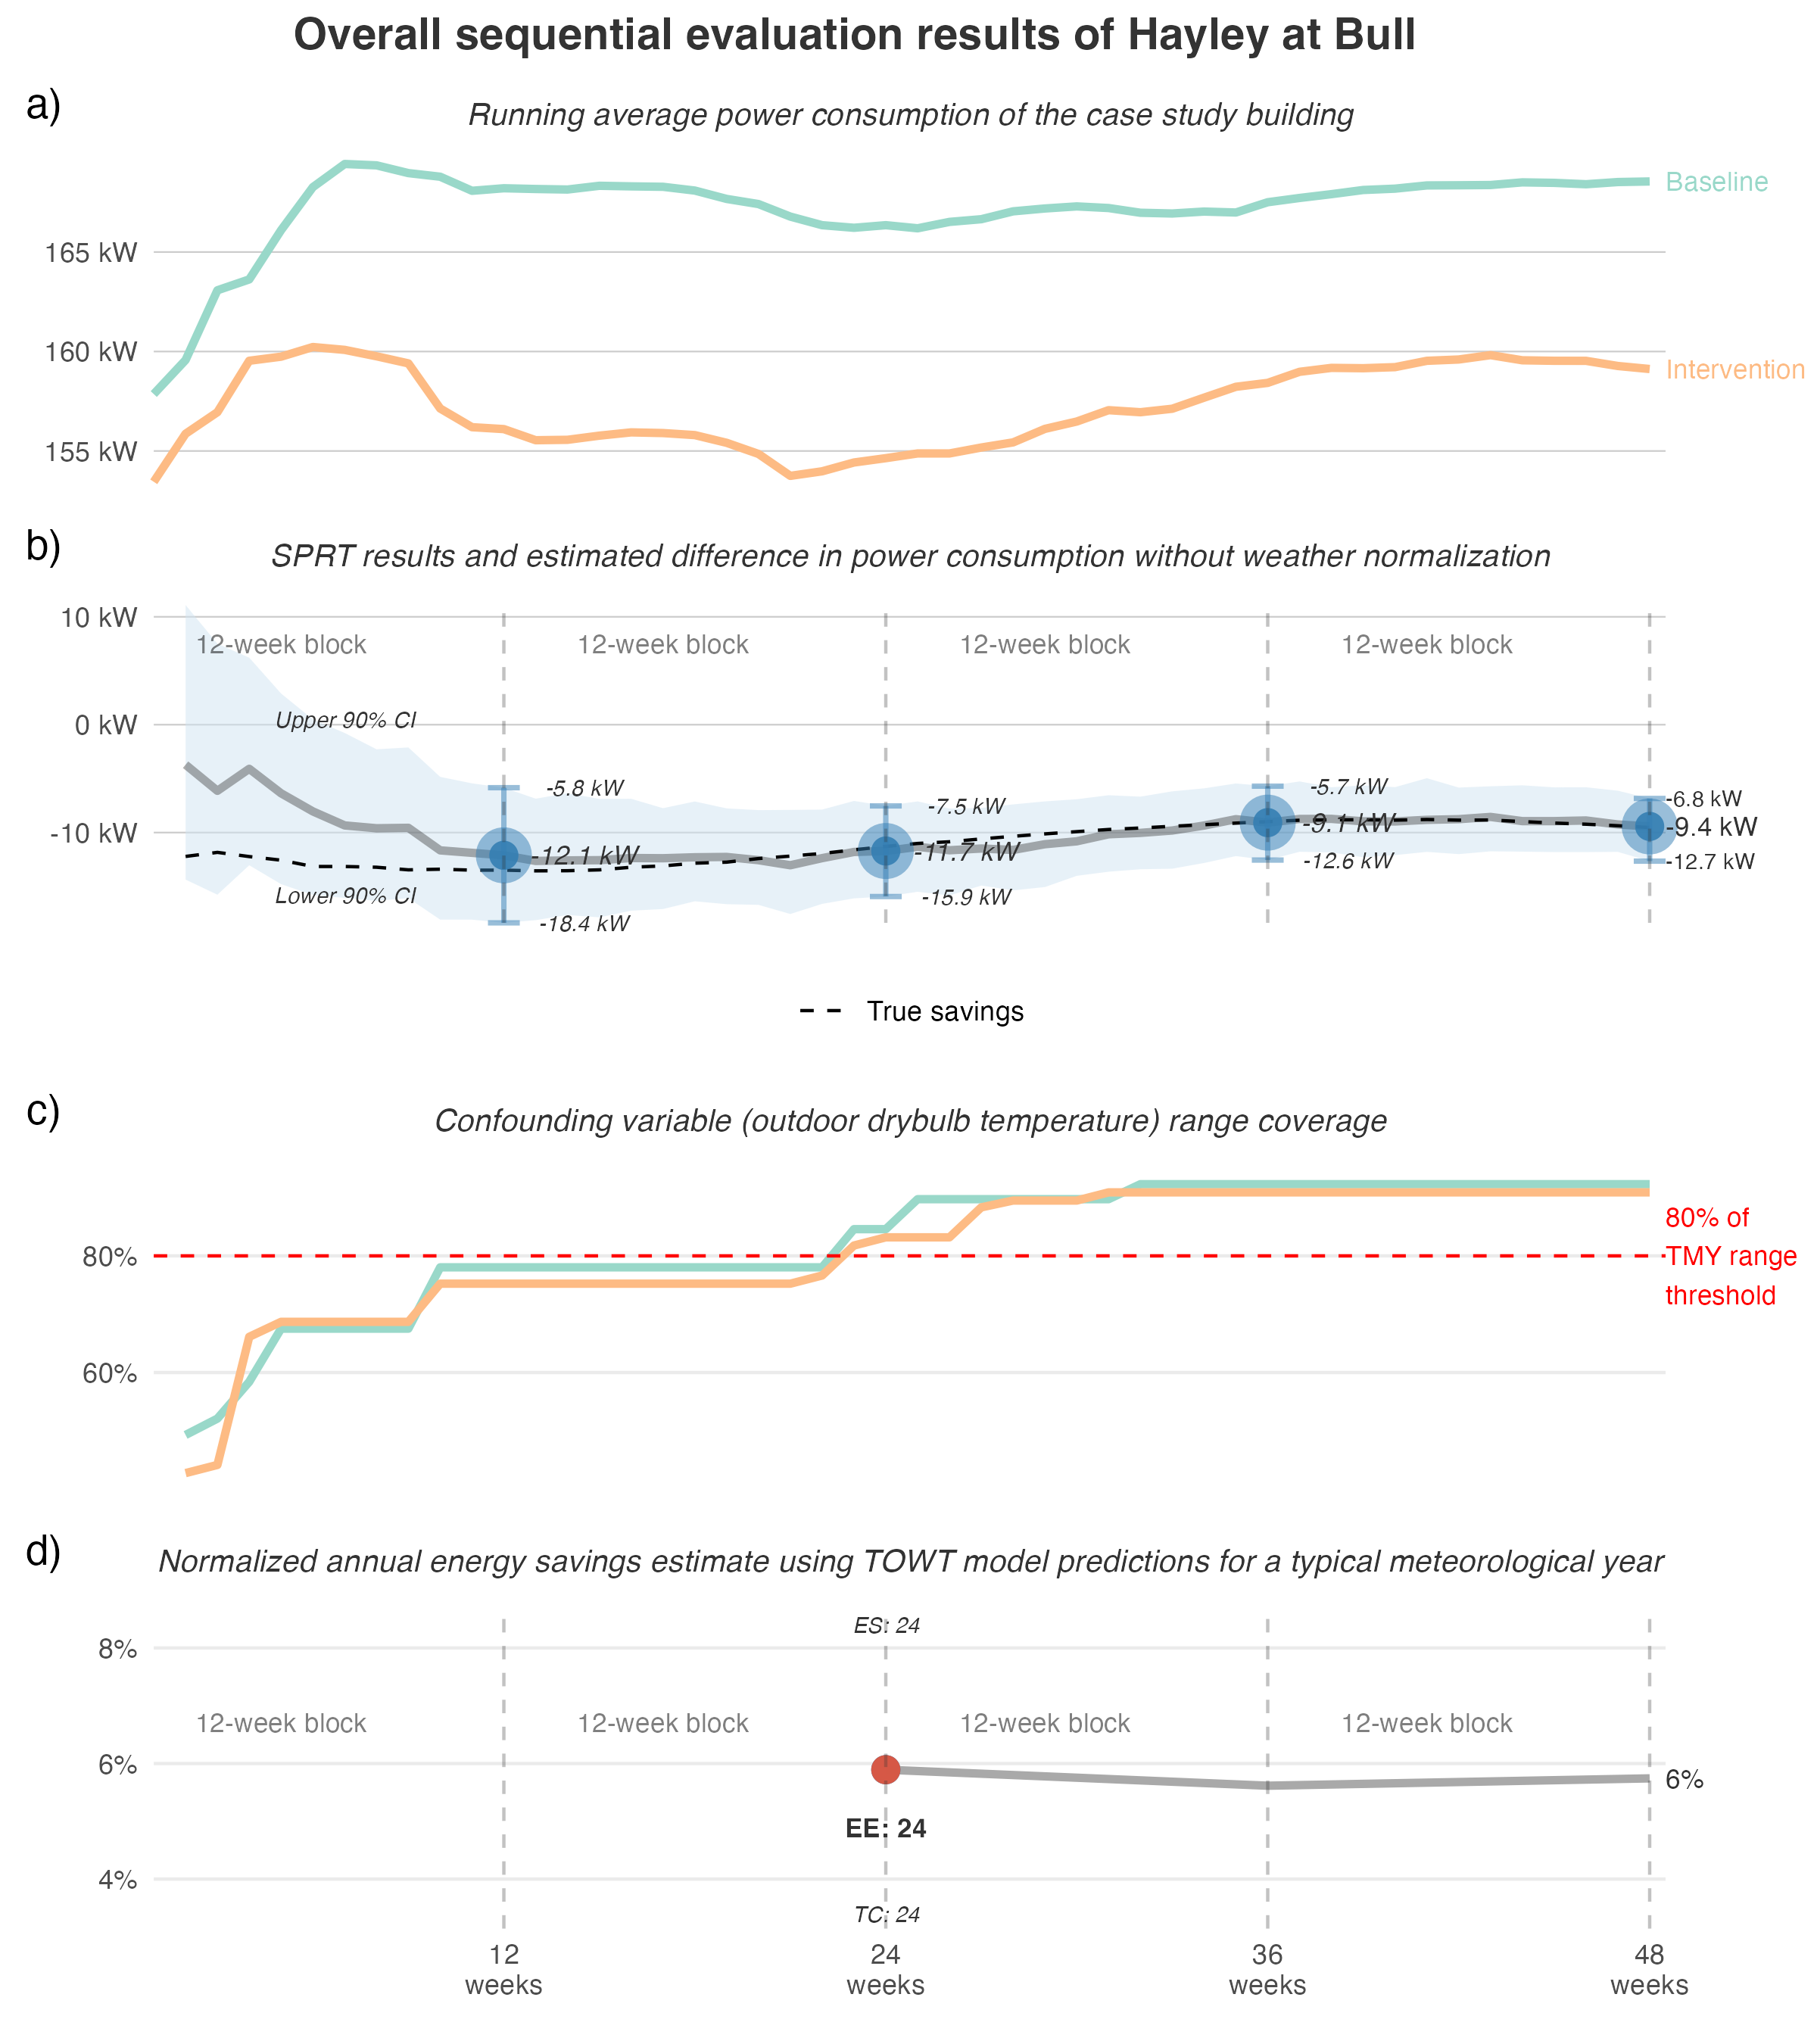 Overall sequential evaluation results of Hayley at Bull
a)
Running average power consumption of the case study building
Baseline
165 kW
160 kW
Intervention
155 kW
b)
SPRT results and estimated difference in power consumption without weather normalization
10 kW
12-week block
12-week block
12-week block
12-week block
Upper 90% CI
0 kW
-5.8 kW
-7.5 kW
-5.7 kW
-6.8 kW
-10 kW
-12.1 kW
-11.7 kW
-9.1 kW
-9.4 kW
Lower 90% CI
-18.4 kW
-15.9 kW
-12.6 kW
-12.7 kW
True savings
c)
Confounding variable (outdoor drybulb temperature) range coverage
80% of
TMY range
threshold
80%
60%
d)
Normalized annual energy savings estimate using TOWT model predictions for a typical meteorological year
ES: 24
8%
12-week block
12-week block
12-week block
12-week block
6%
6%
EE: 24
4%
TC: 24
12
weeks
24
weeks
36
weeks
48
weeks